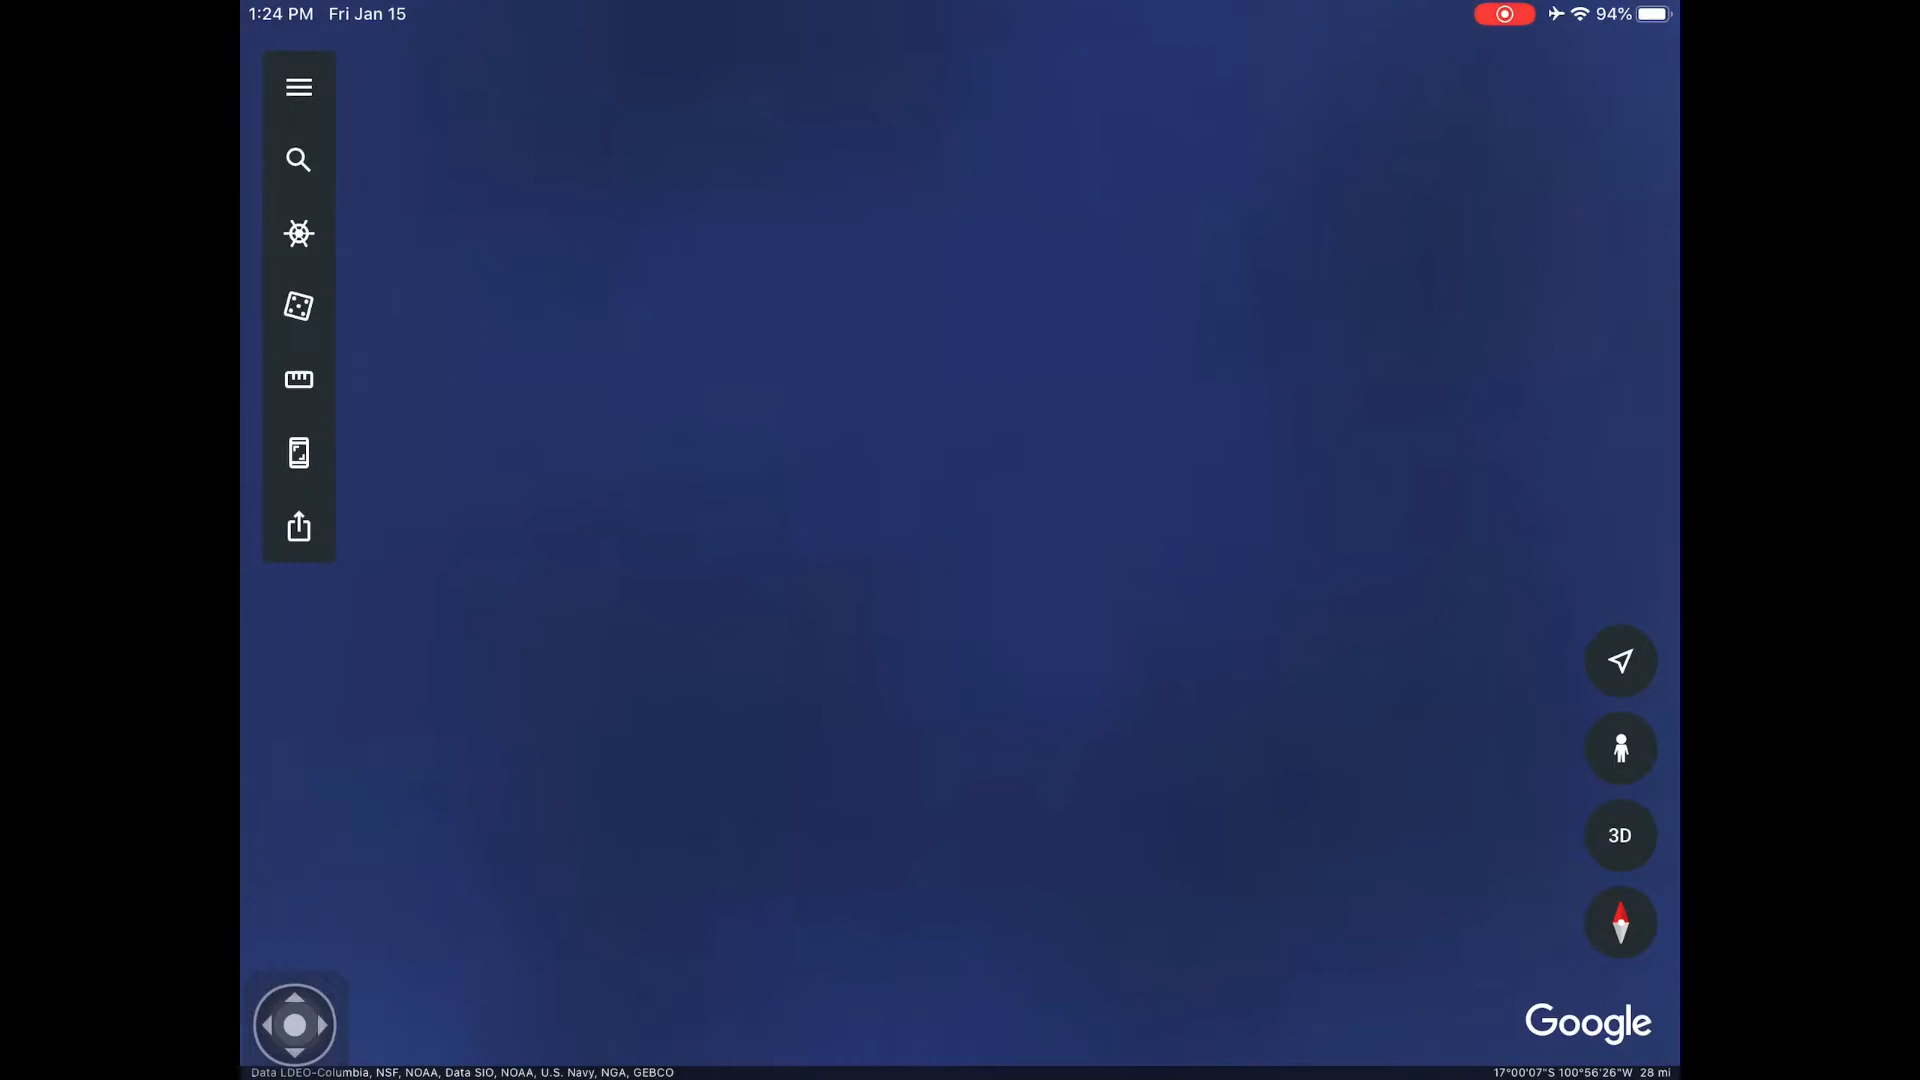 1:24 PM Fri Jan 15
94%
3D
Google
Data LDEO-Columbia, NSF, NOAA, Data SIO, NOAA, U.S. Navy, NGA, GEBCO
17°00'07"S 100°56'26"W 28 mi